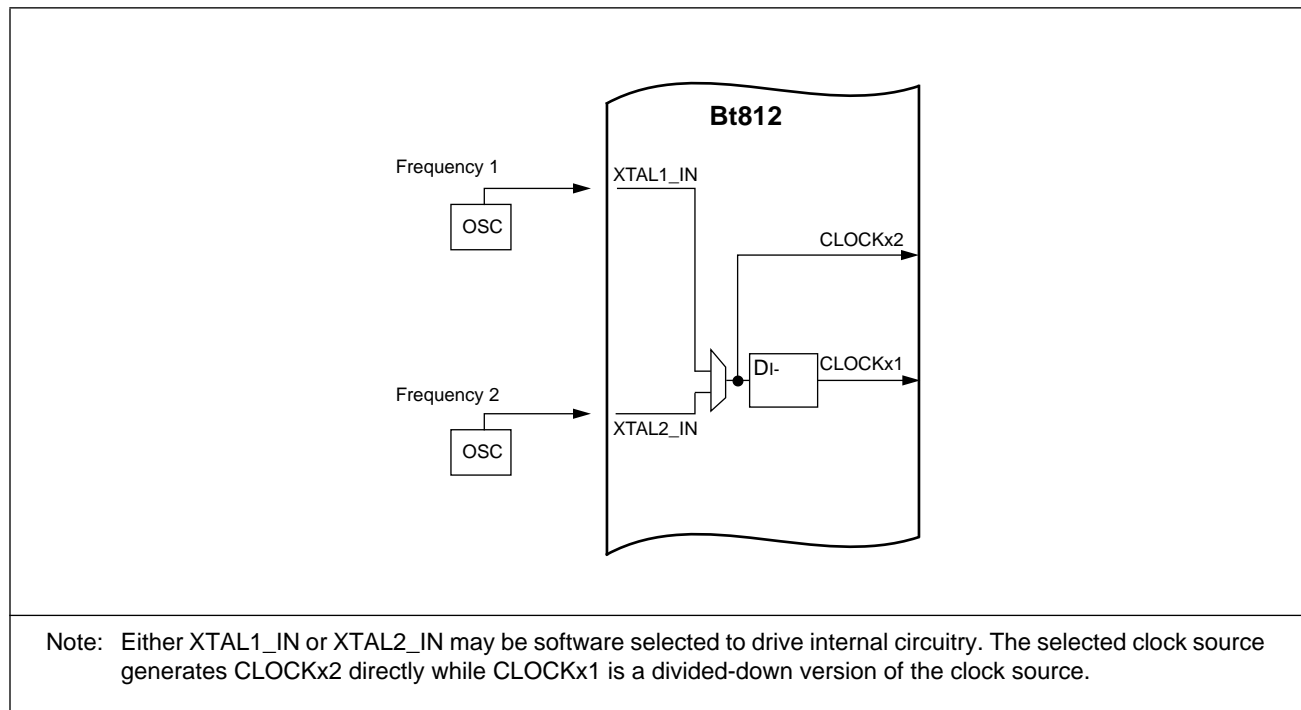 Bt812
Frequency 1
XTAL1_IN
OSC
CLOCKx2
DI-
CLOCKx1
Frequency 2
XTAL2_IN
OSC
Note: Either XTAL1_IN or XTAL2_IN may be software selected to drive internal circuitry. The selected clock source
generates CLOCKx2 directly while CLOCKx1 is a divided-down version of the clock source.